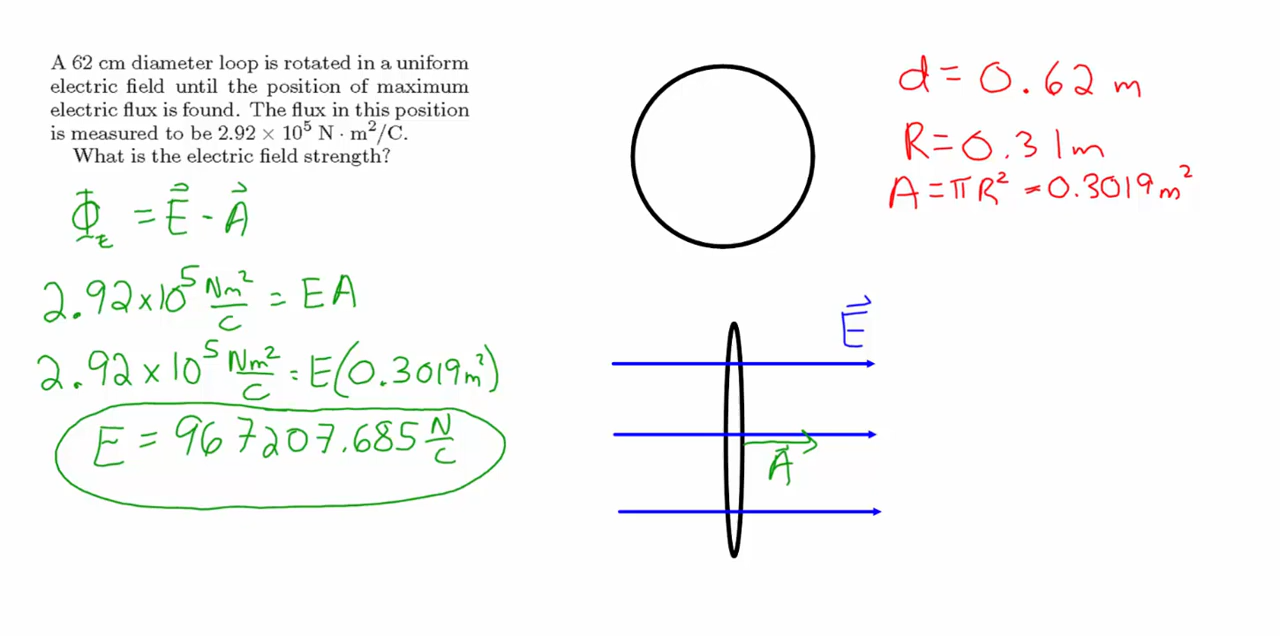 A 62 cm diameter loop is rotated in a uniform
electric field until the position of maximum
electric flux is found. The flux in this position
is measured to be 2.92 × 10⁵ N · m²/C.
What is the electric field strength?
Φ_E = E⃗ · A⃗
2.92×10⁵ Nm²/C = EA
2.92×10⁵ Nm²/C = E(0.3019m²)
E = 967207.685 N/C
d = 0.62 m
R = 0.31m
A = πR² = 0.3019m²
E⃗
A⃗